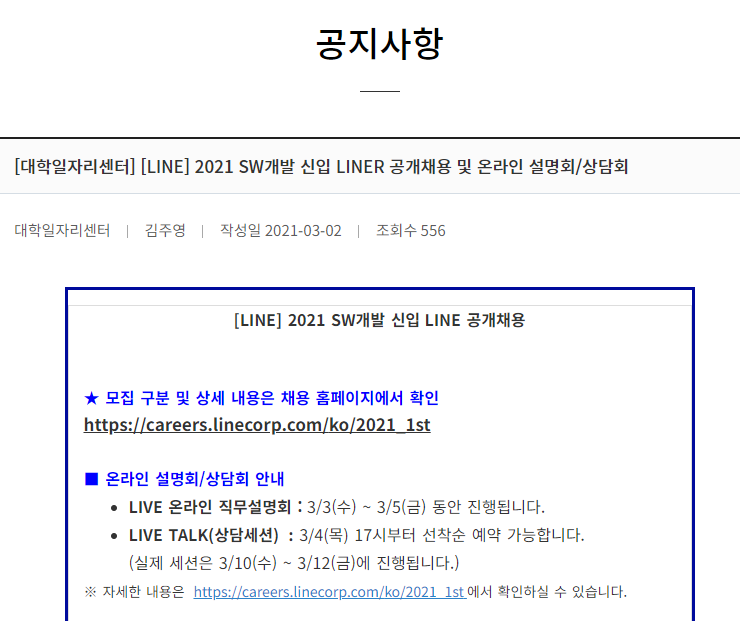 공지사항
[대학일자리센터] [LINE] 2021 SW개발 신입 LINER 공개채용 및 온라인 설명회/상담회
대학일자리센터 | 김주영 | 작성일 2021-03-02 | 조회수 556
[LINE] 2021 SW개발 신입 LINE 공개채용
★ 모집 구분 및 상세 내용은 채용 홈페이지에서 확인
https://careers.linecorp.com/ko/2021_1st
■ 온라인 설명회/상담회 안내
• LIVE 온라인 직무설명회 : 3/3(수) ~ 3/5(금) 동안 진행됩니다.
• LIVE TALK(상담세션) : 3/4(목) 17시부터 선착순 예약 가능합니다.
(실제 세션은 3/10(수) ~ 3/12(금)에 진행됩니다.)
※ 자세한 내용은 https://careers.linecorp.com/ko/2021_1st 에서 확인하실 수 있습니다.